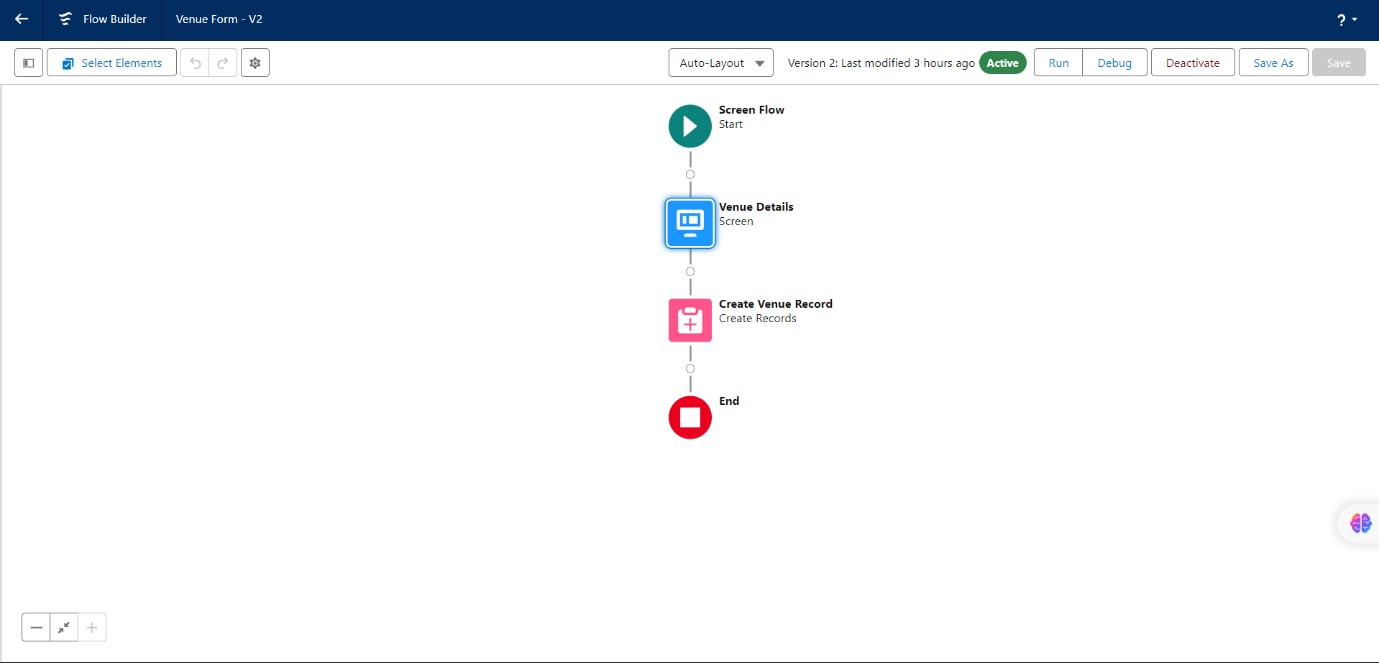 Flow Builder
Venue Form - V2
?
Select Elements
Auto-Layout
Version 2: Last modified 3 hours ago
Active
Run
Debug
Deactivate
Save As
Save
Screen Flow
Start
Venue Details
Screen
Create Venue Record
Create Records
End